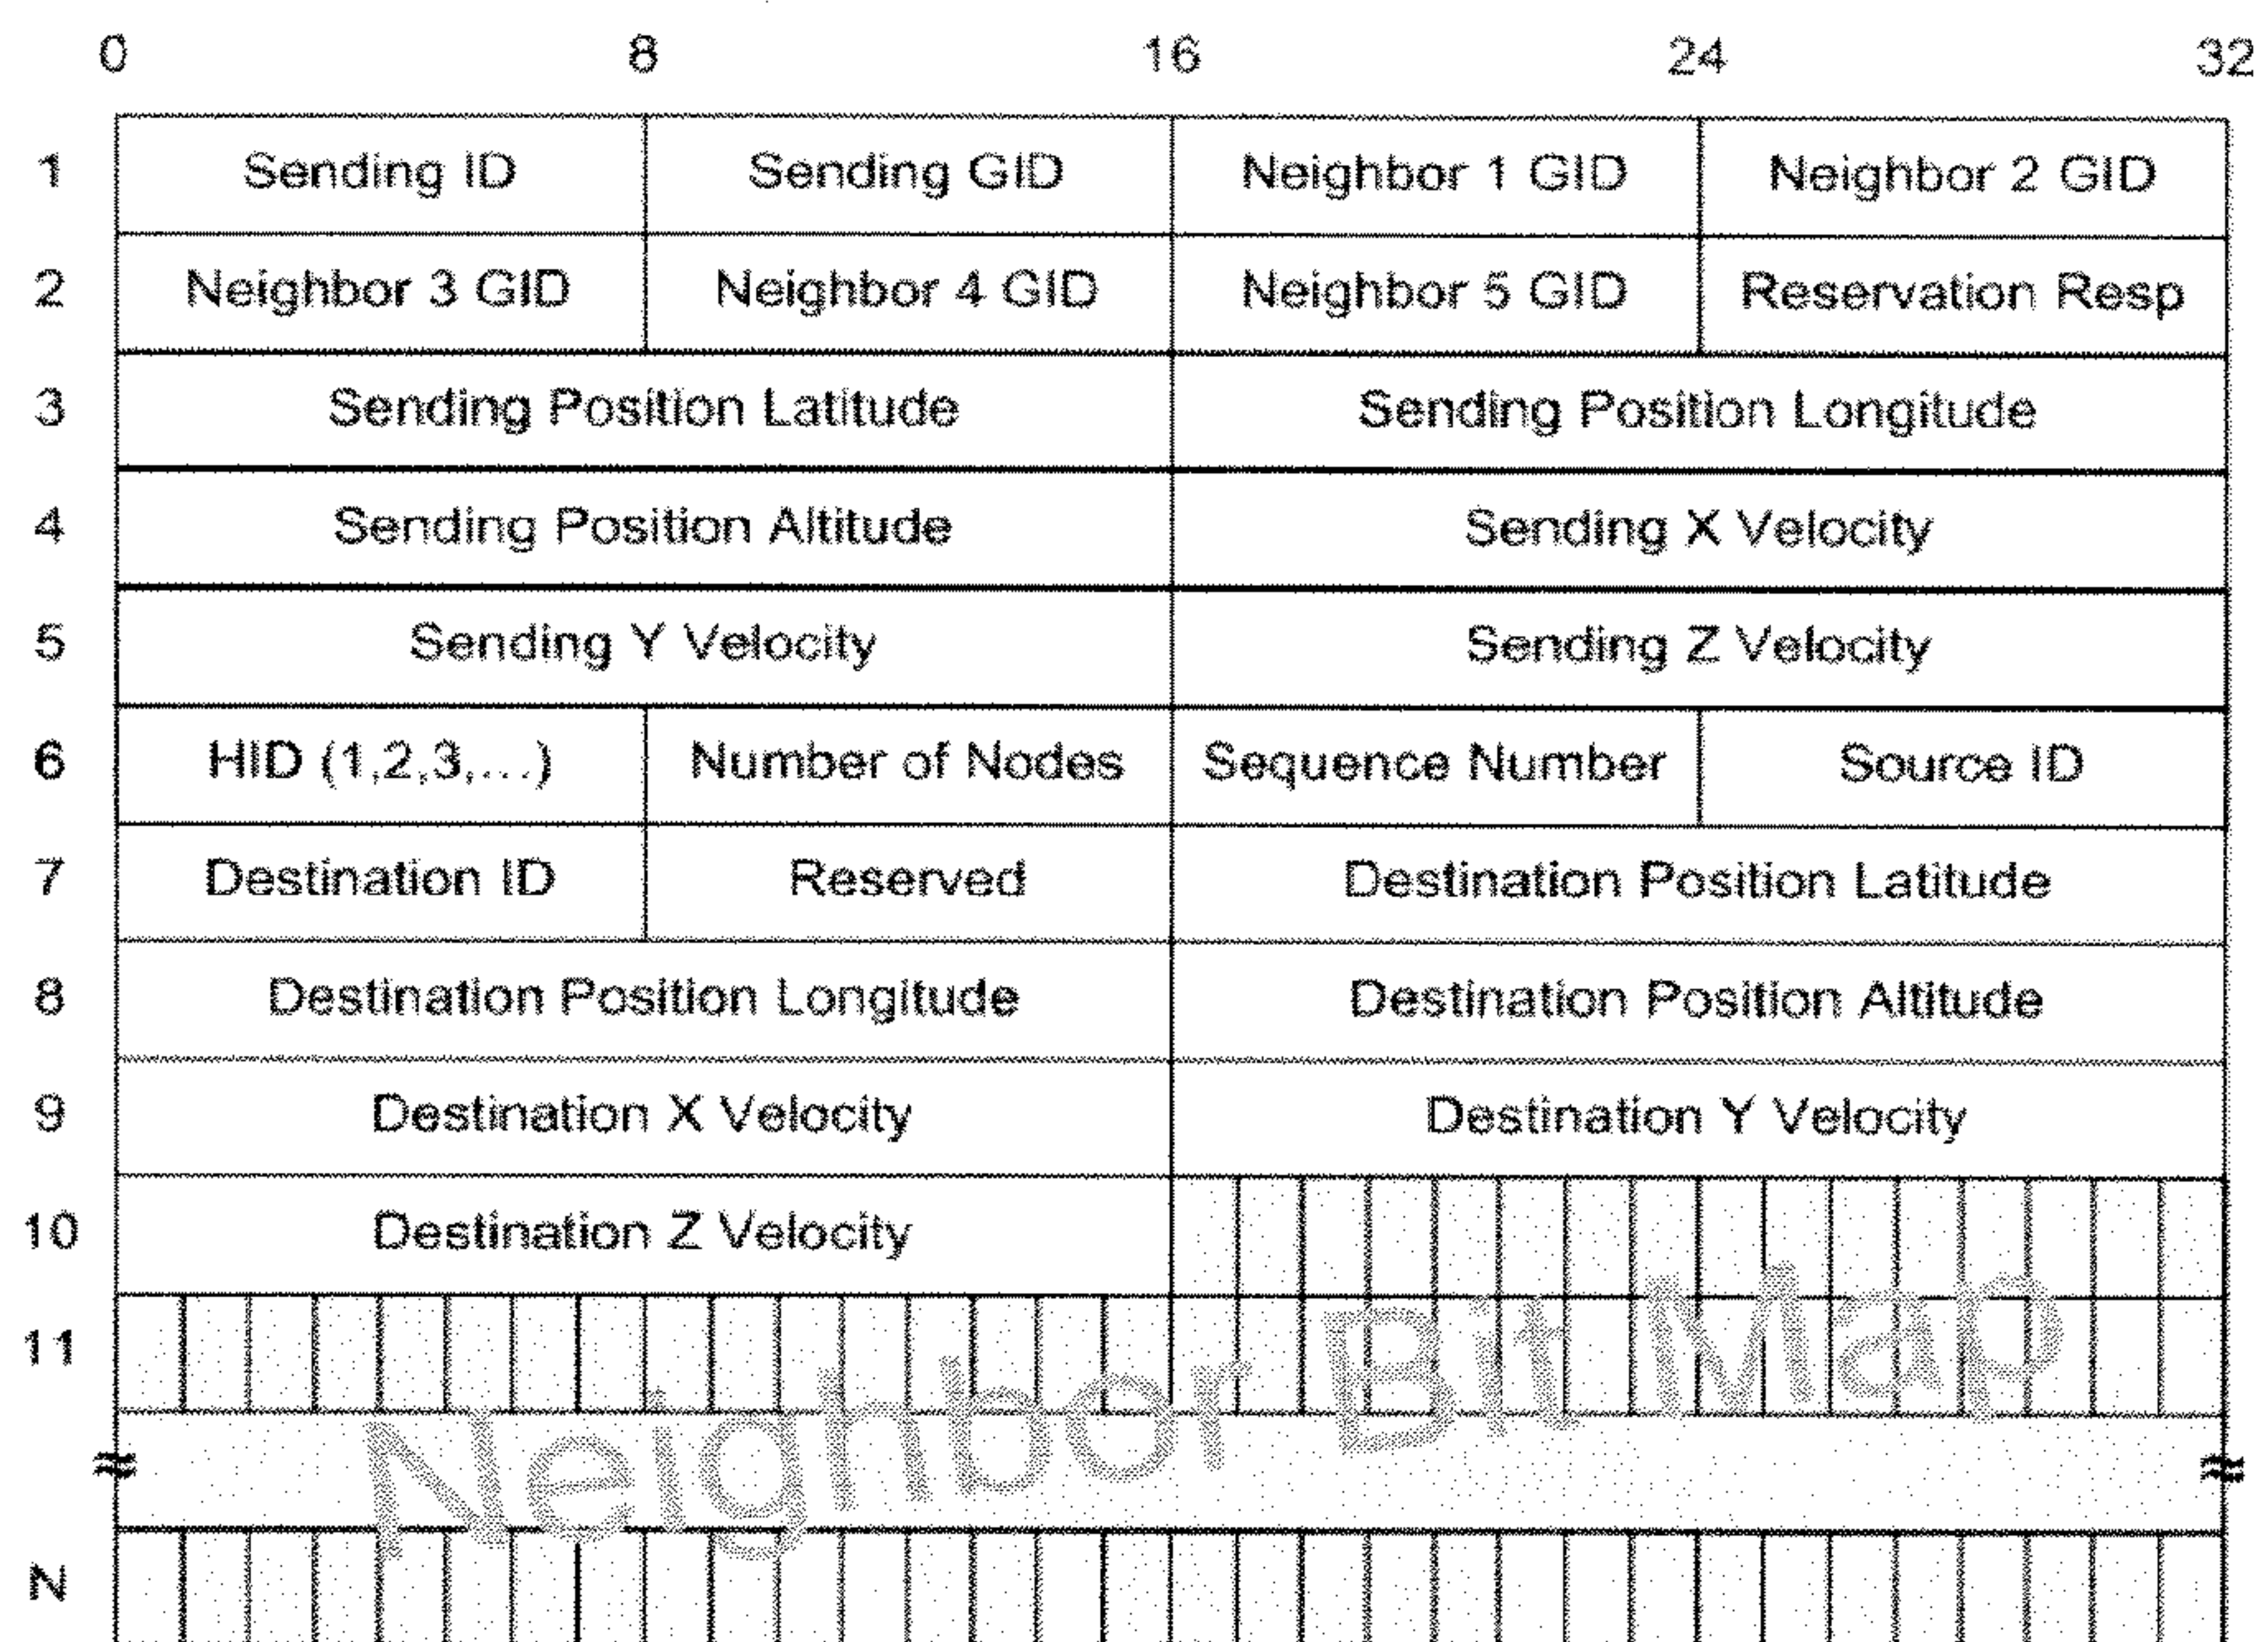 0 8 16 24 32
1 Sending ID Sending GID Neighbor 1 GID Neighbor 2 GID
2 Neighbor 3 GID Neighbor 4 GID Neighbor 5 GID Reservation Resp
3 Sending Position Latitude Sending Position Longitude
4 Sending Position Altitude Sending X Velocity
5 Sending Y Velocity Sending Z Velocity
6 HID (1,2,3,...) Number of Nodes Sequence Number Source ID
7 Destination ID Reserved Destination Position Latitude
8 Destination Position Longitude Destination Position Altitude
9 Destination X Velocity Destination Y Velocity
10 Destination Z Velocity
11
Neighbor Bit Map
N